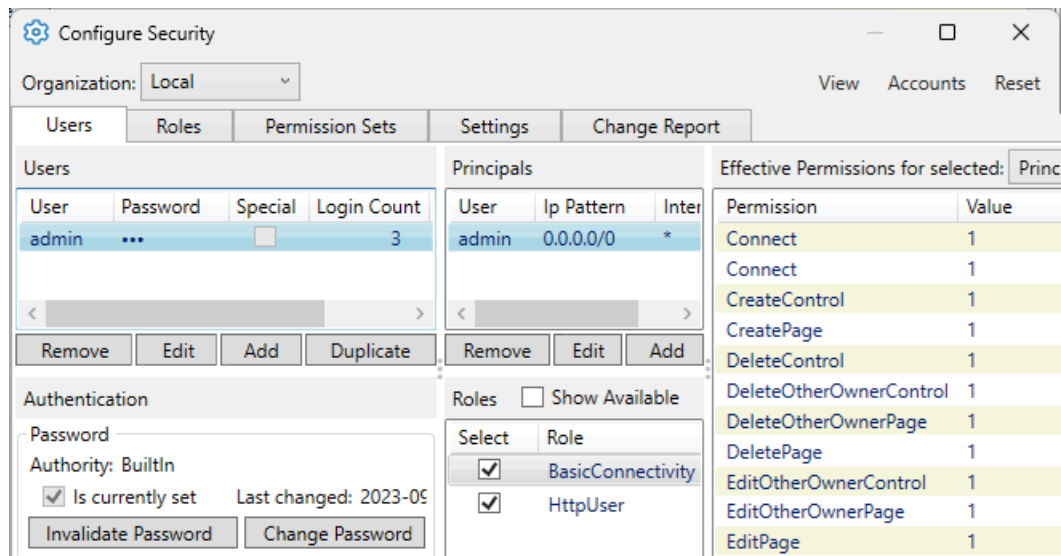 Configure Security
Organization: Local
View Accounts Reset
Users Roles Permission Sets Settings Change Report
Users
User Password Special Login Count
admin ••• 3
Remove Edit Add Duplicate
Principals
User Ip Pattern Inter
admin 0.0.0.0/0 *
Remove Edit Add
Effective Permissions for selected: Princ
Permission Value
Connect 1
Connect 1
CreateControl 1
CreatePage 1
DeleteControl 1
DeleteOtherOwnerControl 1
DeleteOtherOwnerPage 1
DeletePage 1
EditOtherOwnerControl 1
EditOtherOwnerPage 1
EditPage 1
Authentication
Password
Authority: BuiltIn
Is currently set Last changed: 2023-09
Invalidate Password Change Password
Roles Show Available
Select Role
BasicConnectivity
HttpUser